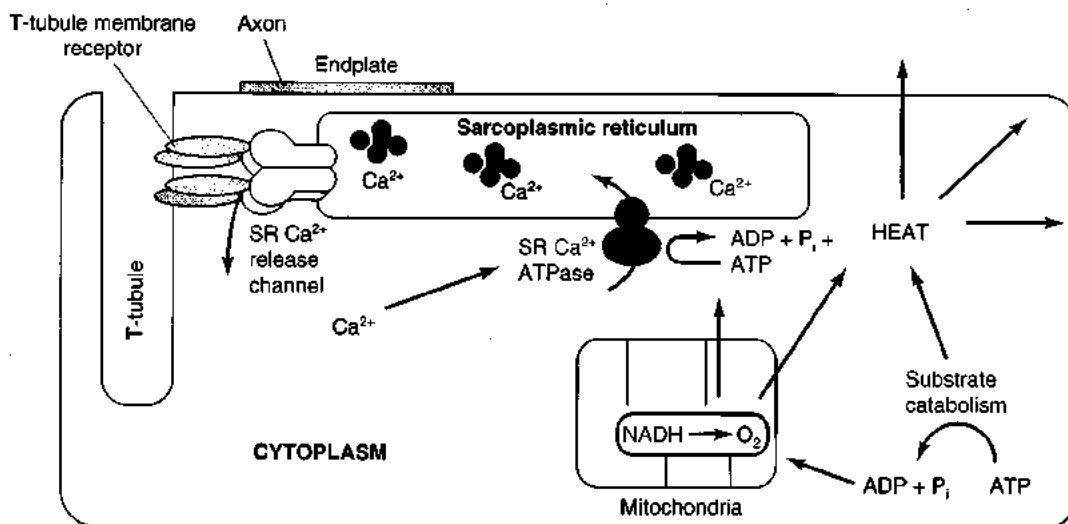 T-tubule membrane
receptor
Axon
Endplate
Sarcoplasmic reticulum
Ca²⁺
Ca²⁺
Ca²⁺
SR Ca²⁺
release
channel
SR Ca²⁺
ATPase
ADP + Pᵢ +
ATP
HEAT
T-tubule
Ca²⁺
Substrate
catabolism
NADH
O₂
CYTOPLASM
ADP + Pᵢ
ATP
Mitochondria